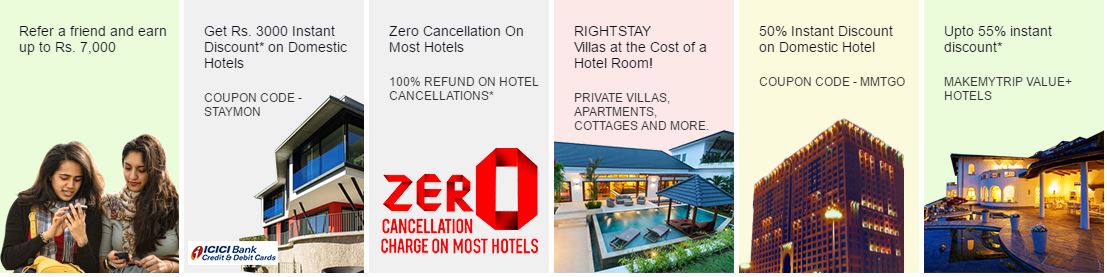 Refer a friend and earn
up to Rs. 7,000
Get Rs. 3000 Instant
Discount* on Domestic
Hotels
COUPON CODE -
STAYMON
ICICI Bank
Credit & Debit Cards
Zero Cancellation On
Most Hotels
100% REFUND ON HOTEL
CANCELLATIONS*
ZERO
CANCELLATION
CHARGE ON MOST HOTELS
RIGHTSTAY
Villas at the Cost of a
Hotel Room!
PRIVATE VILLAS,
APARTMENTS,
COTTAGES AND MORE.
50% Instant Discount
on Domestic Hotel
COUPON CODE - MMTGO
Upto 55% instant
discount*
MAKEMYTRIP VALUE+
HOTELS